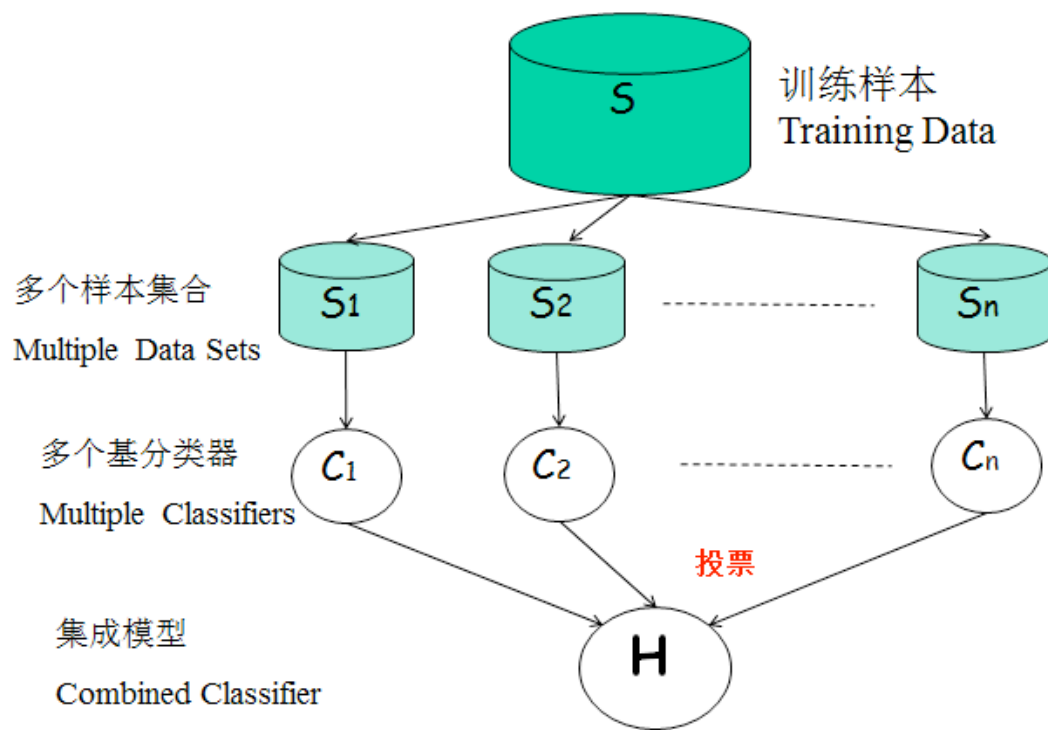 S
训练样本
Training Data
多个样本集合
Multiple Data Sets
S1
S2
Sn
多个基分类器
Multiple Classifiers
C1
C2
Cn
投票
集成模型
Combined Classifier
H